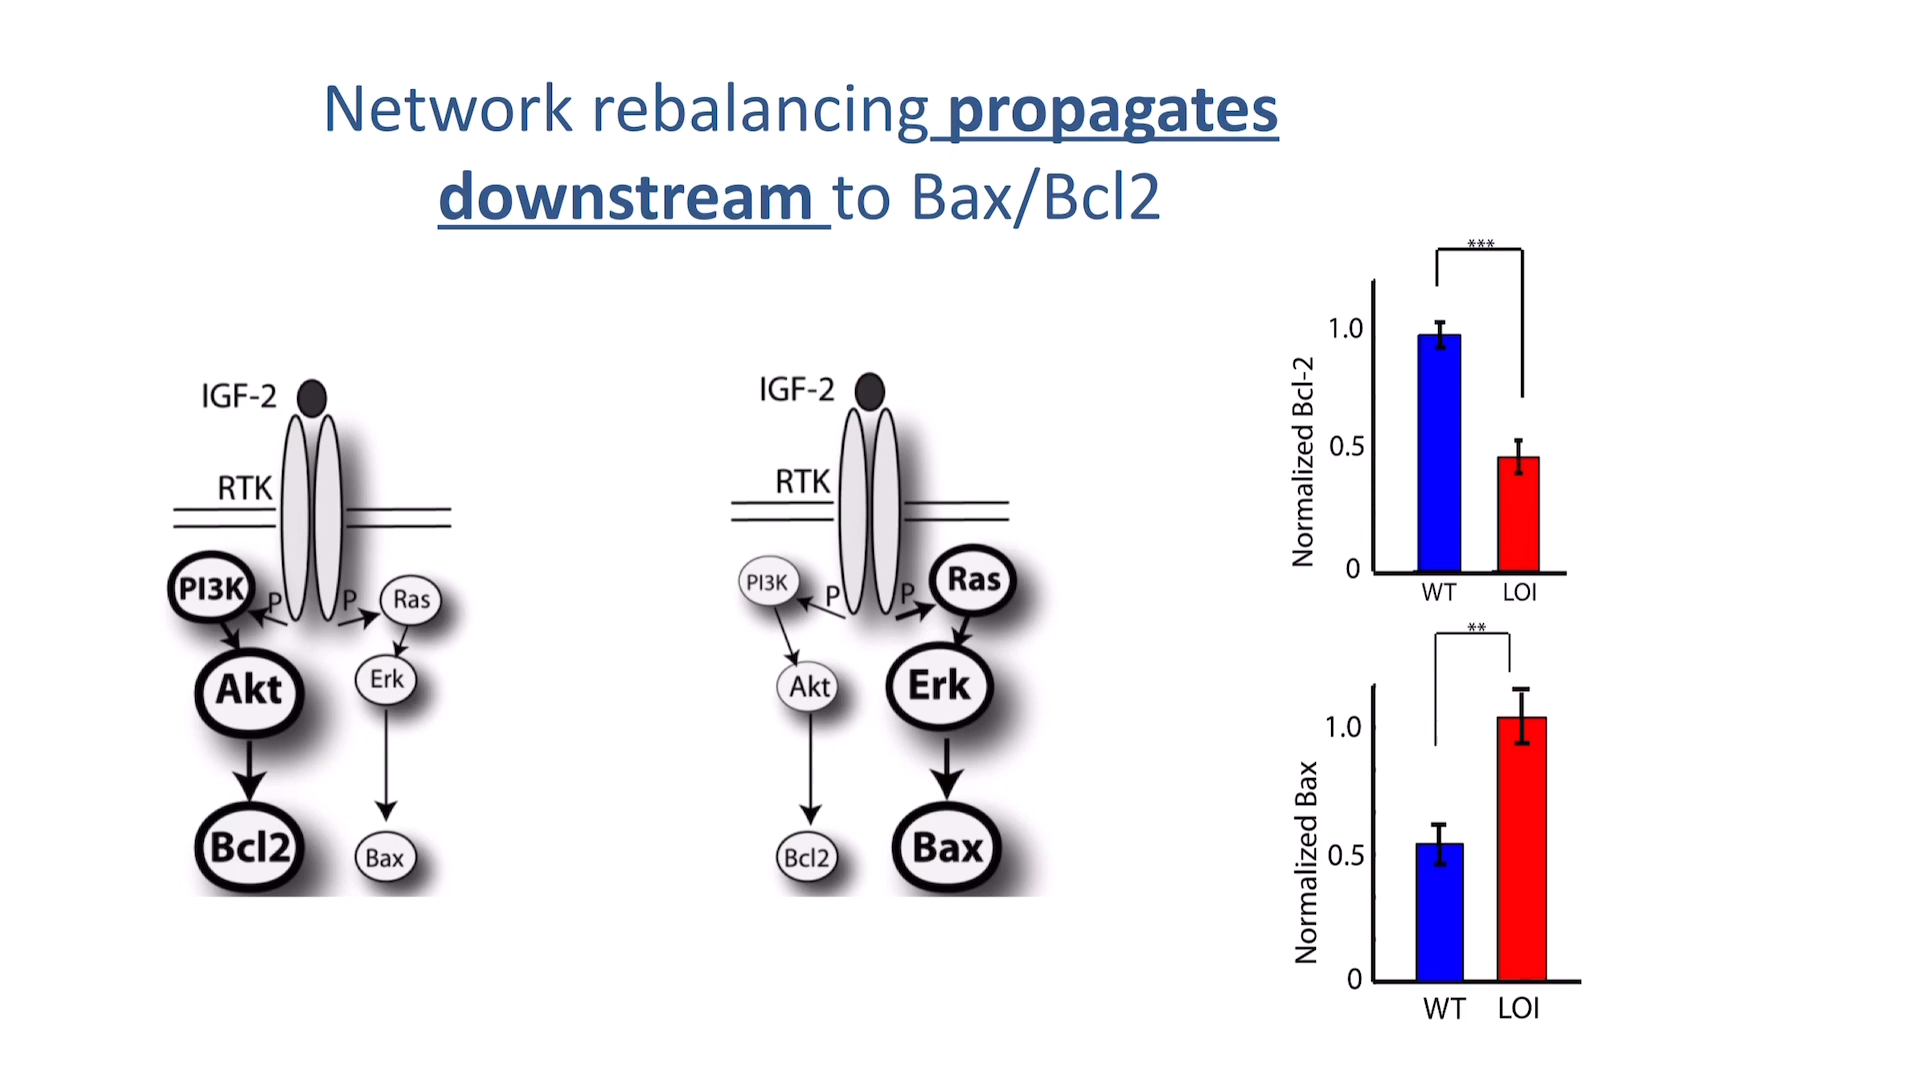 Network rebalancing propagates
downstream to Bax/Bcl2
IGF-2
RTK
PI3K
P
P
Ras
Akt
Erk
Bcl2
Bax
IGF-2
RTK
PI3K
P
P
Ras
Akt
Erk
Bcl2
Bax
***
Normalized Bcl-2
1.0
0.5
0
WT LOI
**
Normalized Bax
1.0
0.5
0
WT LOI